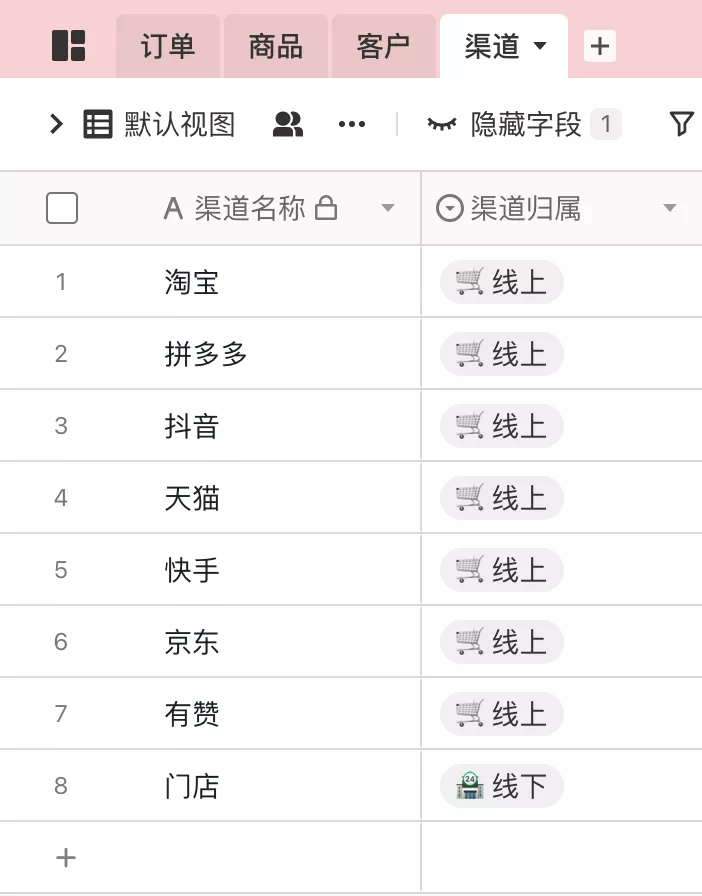 订单 商品 客户 渠道
默认视图 隐藏字段 1
渠道名称 渠道归属
1 淘宝 线上
2 拼多多 线上
3 抖音 线上
4 天猫 线上
5 快手 线上
6 京东 线上
7 有赞 线上
8 门店 线下